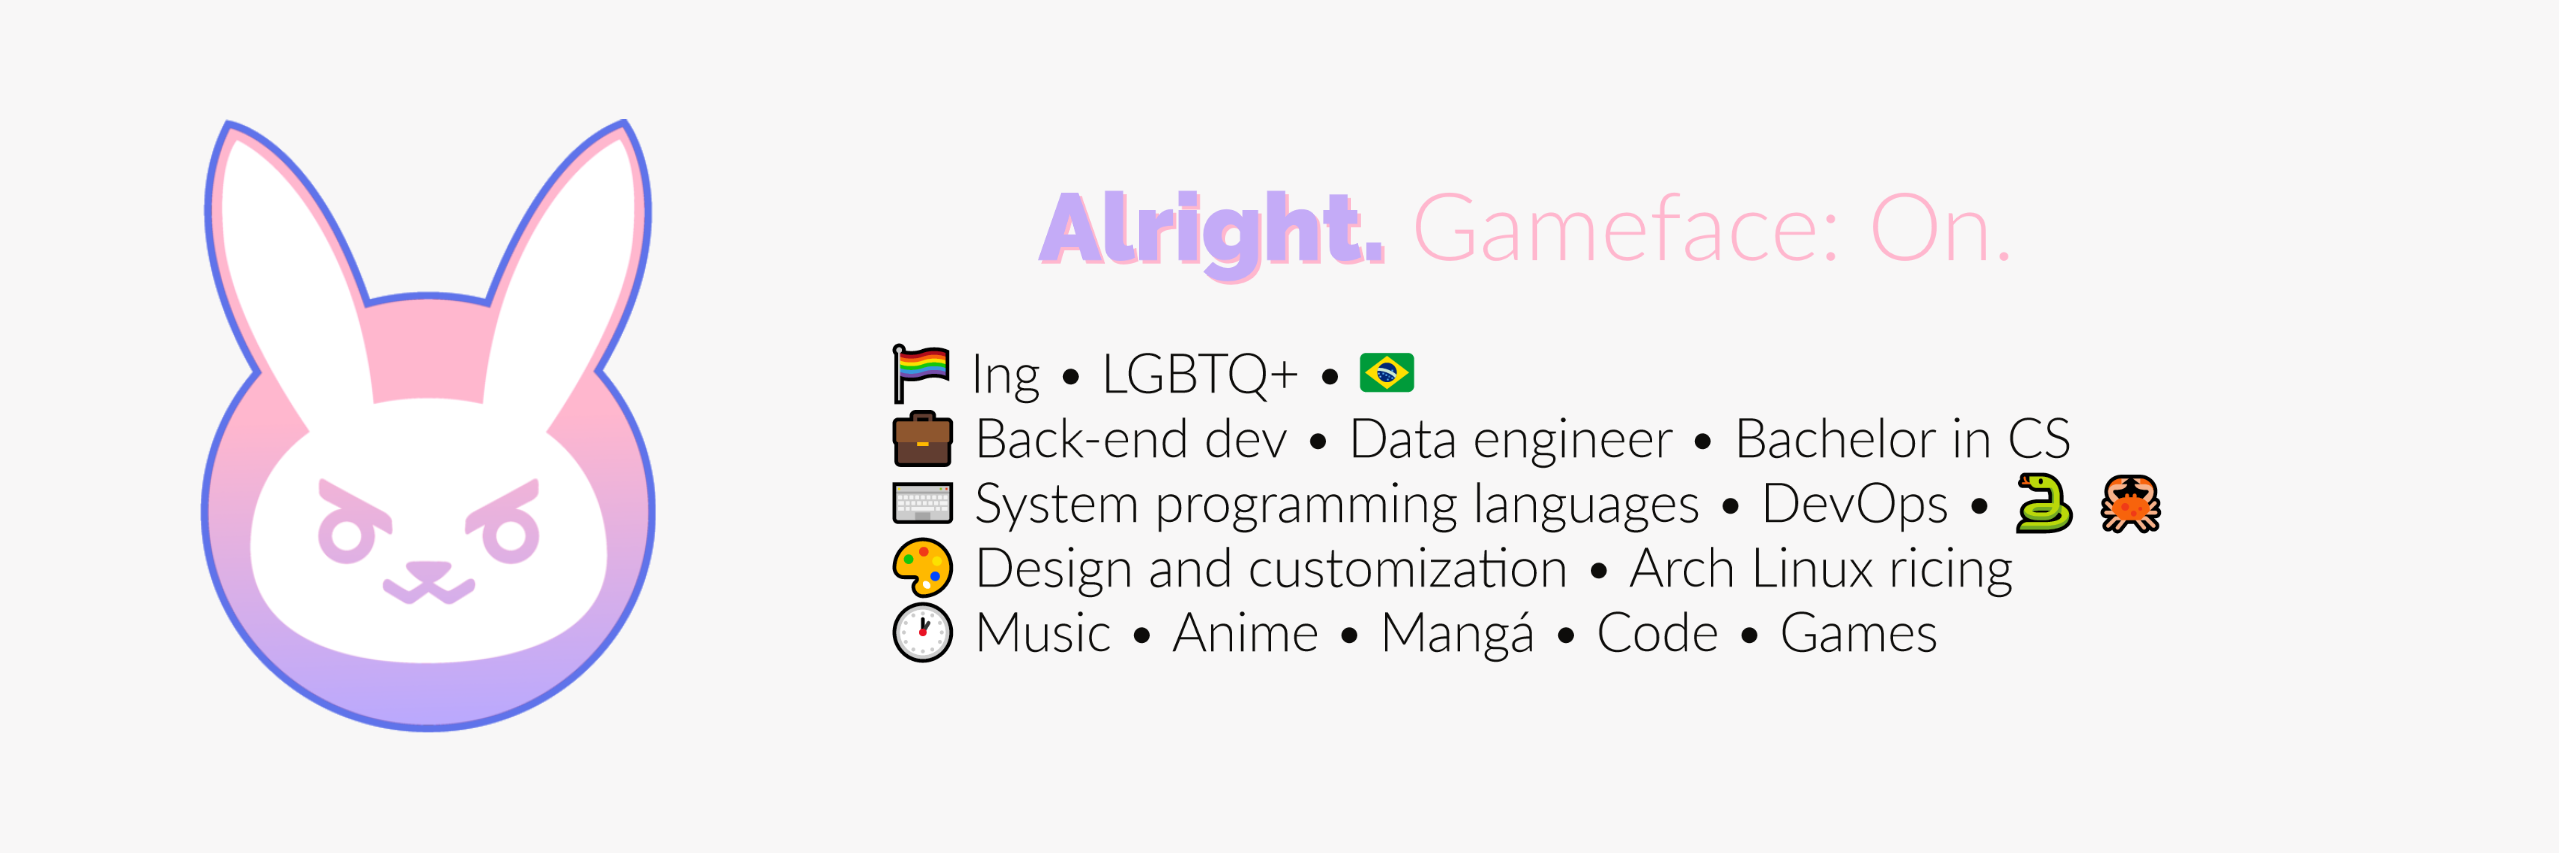 Alright. Gameface: On.
🏳️‍🌈 Ing • LGBTQ+ • 🇧🇷
💼 Back-end dev • Data engineer • Bachelor in CS
⌨️ System programming languages • DevOps • 🐍 🦀
🎨 Design and customization • Arch Linux ricing
🕐 Music • Anime • Mangá • Code • Games